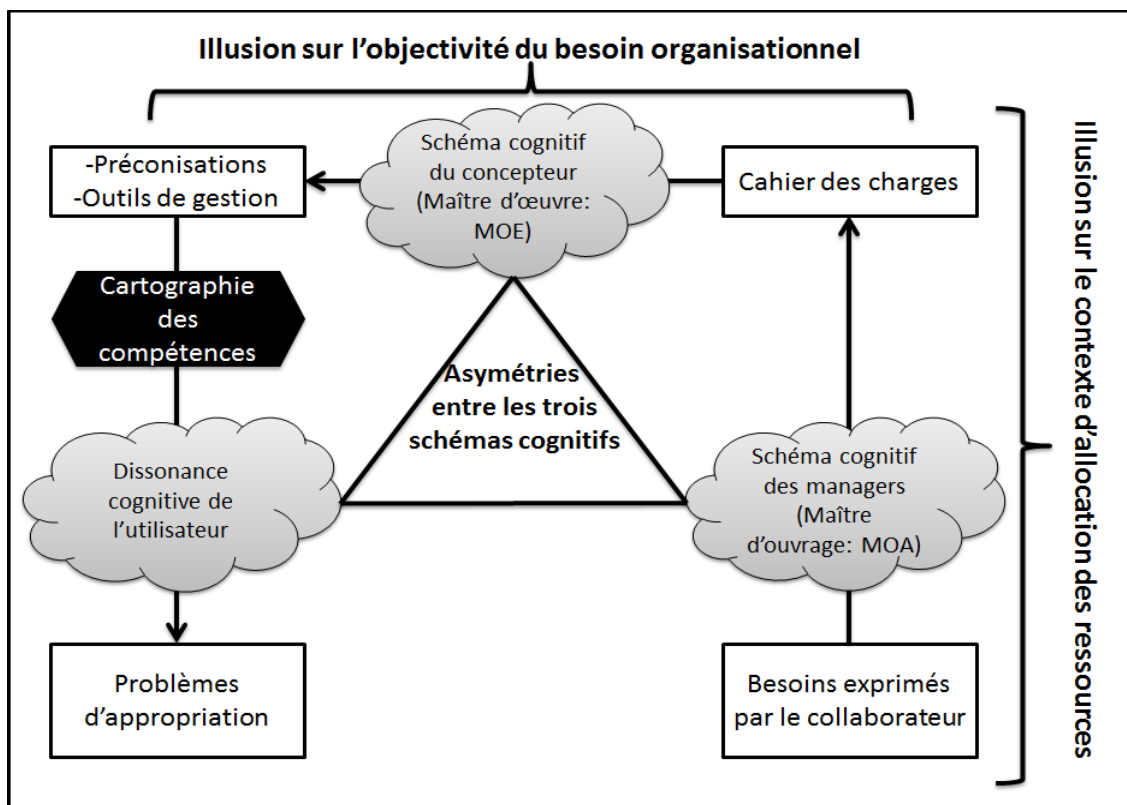 Illusion sur l'objectivité du besoin organisationnel
-Préconisations
-Outils de gestion
Schéma cognitif
du concepteur
(Maître d'œuvre:
MOE)
Cahier des charges
Cartographie
des
compétences
Asymétries
entre les trois
schémas cognitifs
Dissonance
cognitive de
l'utilisateur
Schéma cognitif
des managers
(Maître
d'ouvrage: MOA)
Problèmes
d'appropriation
Besoins exprimés
par le collaborateur
Illusion sur le contexte d'allocation des ressources